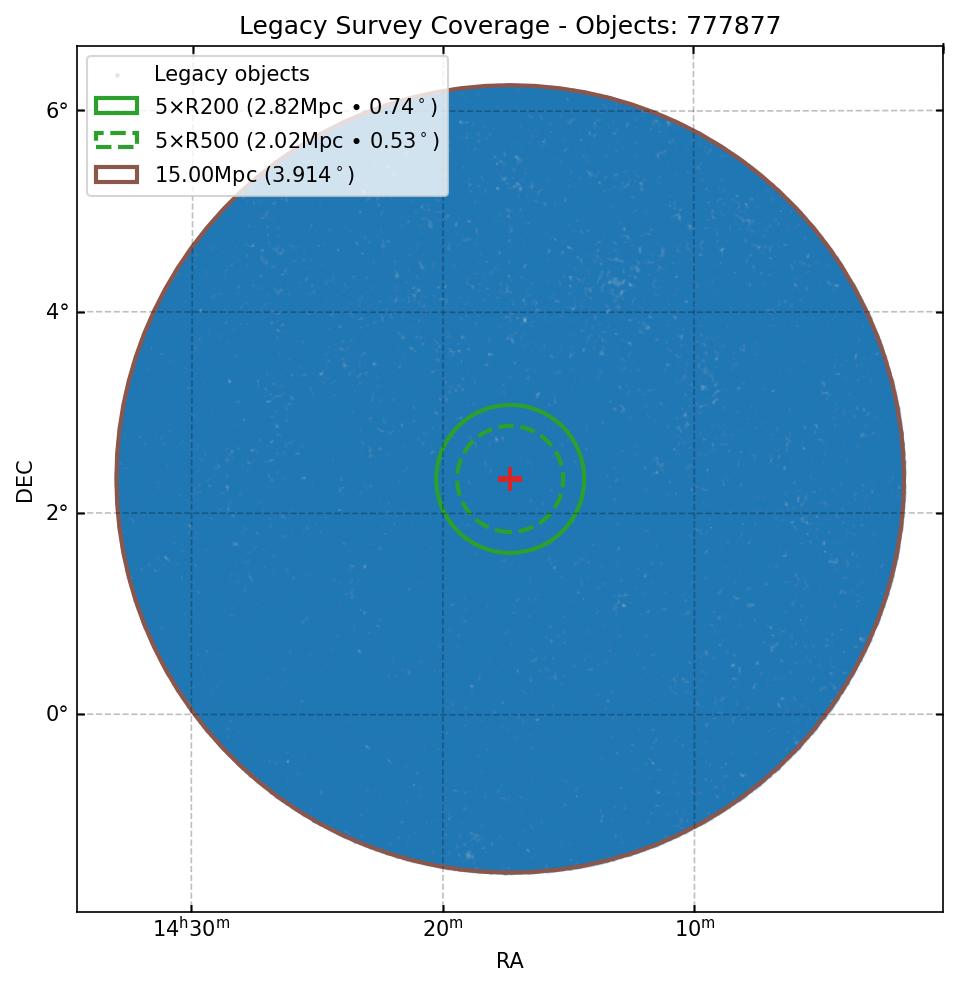 Legacy Survey Coverage - Objects: 777877
Legacy objects
5×R200 (2.82Mpc • 0.74°)
5×R500 (2.02Mpc • 0.53°)
15.00Mpc (3.914°)
6°
4°
2°
0°
DEC
14ʰ30ᵐ 20ᵐ 10ᵐ
RA